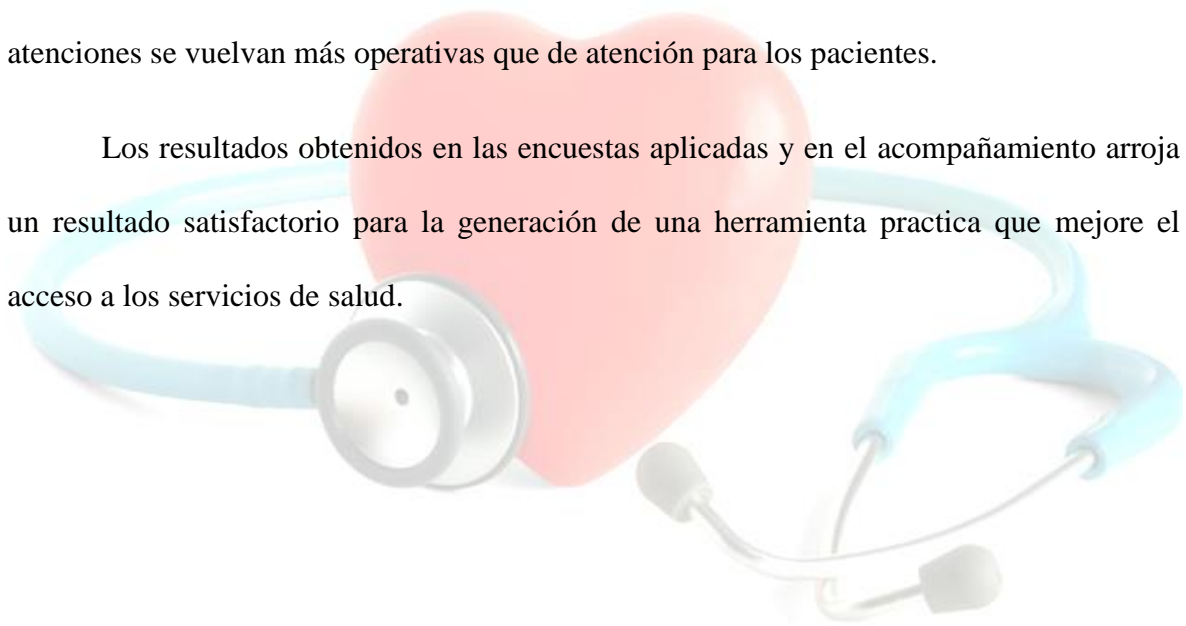 atenciones se vuelvan más operativas que de atención para los pacientes.
Los resultados obtenidos en las encuestas aplicadas y en el acompañamiento arroja
un resultado satisfactorio para la generación de una herramienta practica que mejore el
acceso a los servicios de salud.